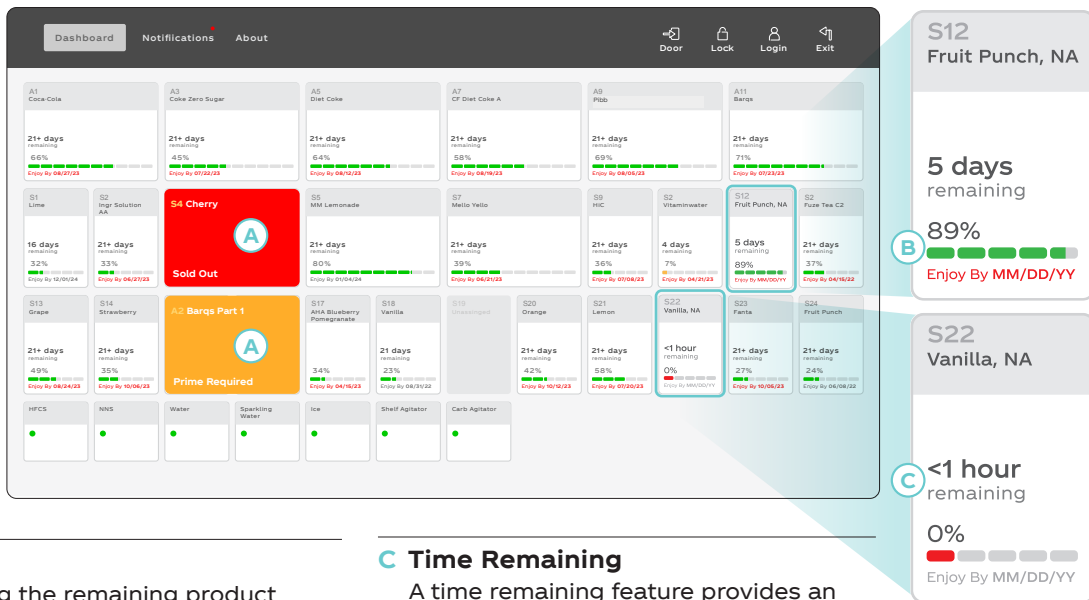 Dashboard Notifiications About
Door Lock Login Exit
A1
Coca-Cola
21+ days
remaining
66%
Enjoy By 08/27/23
A3
Coke Zero Sugar
21+ days
remaining
45%
Enjoy By 07/22/23
A5
Diet Coke
21+ days
remaining
64%
Enjoy By 08/12/23
A7
CF Diet Coke A
21+ days
remaining
58%
Enjoy By 08/19/23
A9
Pibb
21+ days
remaining
69%
Enjoy By 08/05/23
A11
Barqs
21+ days
remaining
71%
Enjoy By 07/23/23
S1
Lime
16 days
remaining
32%
Enjoy By 12/01/24
S2
Ingr Solution
AA
21+ days
remaining
33%
Enjoy By 06/27/23
S4 Cherry
A
Sold Out
S5
MM Lemonade
21+ days
remaining
80%
Enjoy By 01/04/24
S7
Mello Yello
21+ days
remaining
39%
Enjoy By 06/21/23
S9
HIC
21+ days
remaining
36%
Enjoy By 07/08/23
S2
Vitaminwater
4 days
remaining
7%
Enjoy By 04/21/23
S12
Fruit Punch, NA
5 days
remaining
89%
Enjoy By MM/DD/YY
S2
Fuze Tea C2
21+ days
remaining
37%
Enjoy By 04/15/22
S13
Grape
21+ days
remaining
49%
Enjoy By 08/24/23
S14
Strawberry
21+ days
remaining
35%
Enjoy By 10/06/23
A2 Barqs Part 1
A
Prime Required
S17
AHA Blueberry
Pomegranate
34%
Enjoy By 04/15/23
S18
Vanilla
21 days
remaining
23%
Enjoy By 08/31/22
S19
Unassigned
S20
Orange
21+ days
remaining
42%
Enjoy By 10/12/23
S21
Lemon
21+ days
remaining
58%
Enjoy By 07/20/23
S22
Vanilla, NA
<1 hour
remaining
0%
Enjoy By MM/DD/YY
S23
Fanta
21+ days
remaining
27%
Enjoy By 10/05/23
S24
Fruit Punch
21+ days
remaining
24%
Enjoy By 06/08/22
HFCS
NNS
Water
Sparkling
Water
ice
Shelf Agitator
Carb Agitator
S12
Fruit Punch, NA
5 days
remaining
89%
B
Enjoy By MM/DD/YY
S22
Vanilla, NA
C
<1 hour
remaining
0%
Enjoy By MM/DD/YY
g the remaining product
C Time Remaining
A time remaining feature provides an